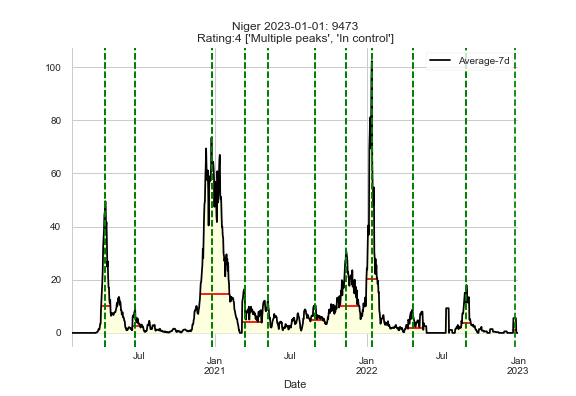 Niger 2023-01-01: 9473
Rating:4 ['Multiple peaks', 'In control']
Average-7d
100
80
60
40
20
0
Jul
Jan
2021
Jul
Jan
2022
Jul
Jan
2023
Date